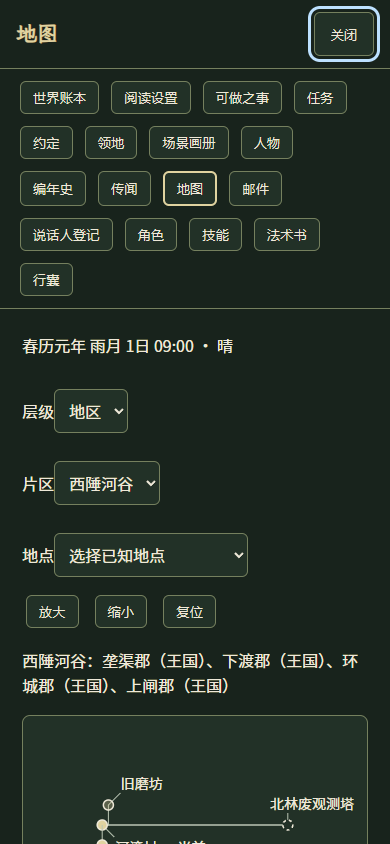 地图 关闭
世界账本 阅读设置 可做之事 任务
约定 领地 场景画册 人物
编年史 传闻 地图 邮件
说话人登记 角色 技能 法术书
行囊
春历元年 雨月 1日 09:00 · 晴
层级 地区
片区 西陲河谷
地点 选择已知地点
放大 缩小 复位
西陲河谷：垄渠郡（王国）、下渡郡（王国）、环
城郡（王国）、上闸郡（王国）
旧磨坊
北林废观测塔